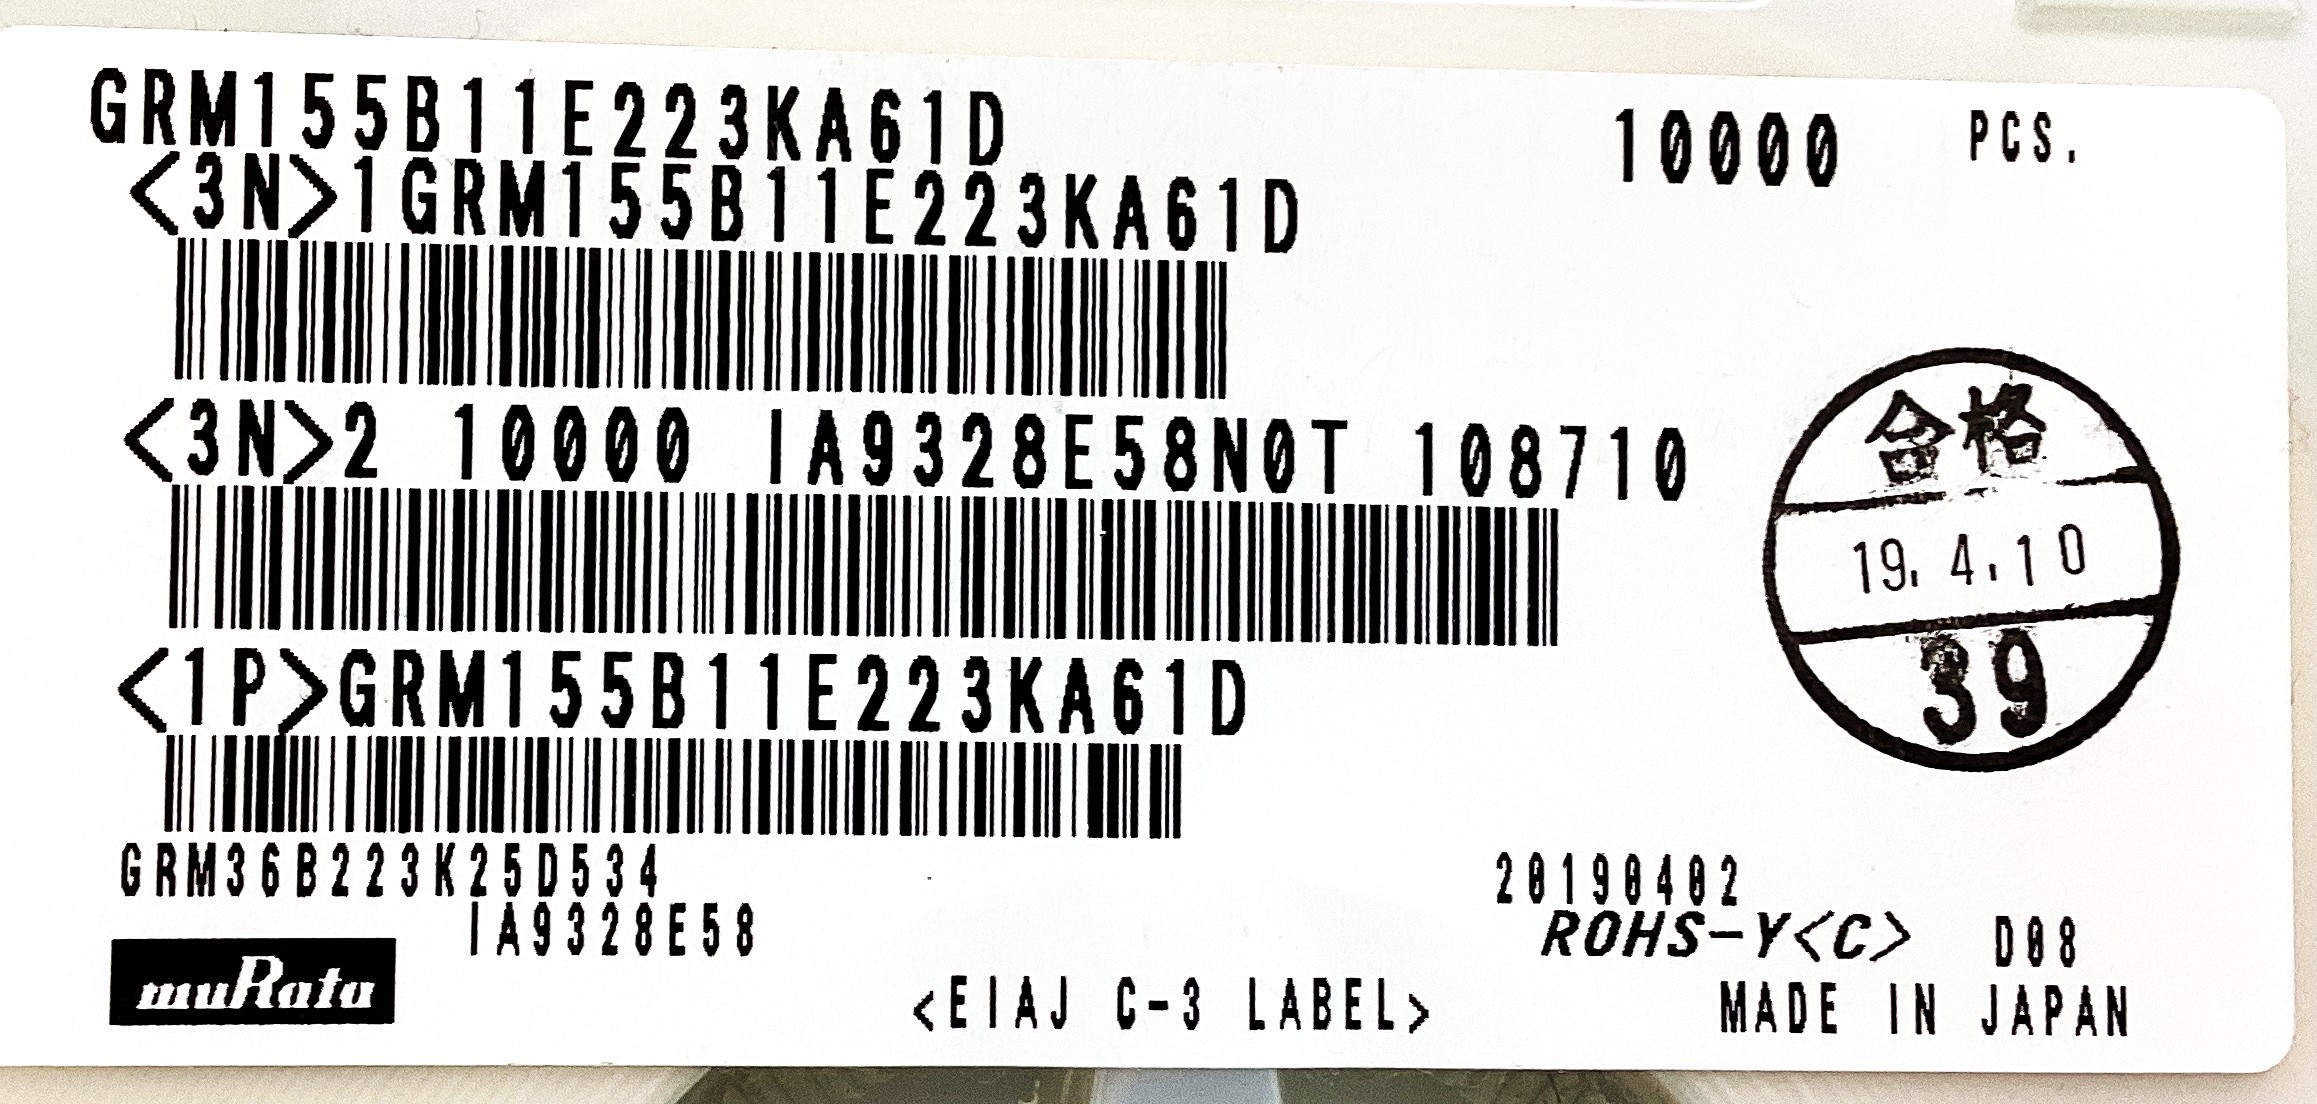 GRM155B11E223KA61D 10000 PCS.
<3N>1GRM155B11E223KA61D
<3N>2 10000 IA9328E58N0T 108710
合格
19.4.10
39
<1P>GRM155B11E223KA61D
GRM36B223K25D534
20190402
IA9328E58
ROHS-Y<C> D08
muRata
<EIAJ C-3 LABEL>
MADE IN JAPAN